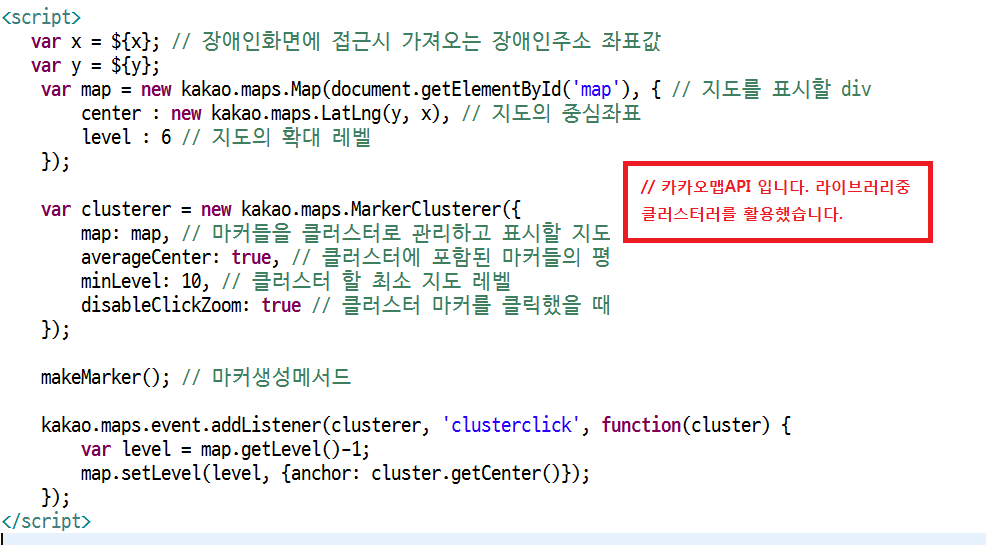 <script>
var x = ${x}; // 장애인화면에 접근시 가져오는 장애인주소 좌표값
var y = ${y};
var map = new kakao.maps.Map(document.getElementById('map'), { // 지도를 표시할 div
center : new kakao.maps.LatLng(y, x), // 지도의 중심좌표
level : 6 // 지도의 확대 레벨
});
// 카카오맵API 입니다. 라이브러리중
클러스터러를 활용했습니다.
var clusterer = new kakao.maps.MarkerClusterer({
map: map, // 마커들을 클러스터로 관리하고 표시할 지도
averageCenter: true, // 클러스터에 포함된 마커들의 평
minLevel: 10, // 클러스터 할 최소 지도 레벨
disableClickZoom: true // 클러스터 마커를 클릭했을 때
});
makeMarker(); // 마커생성메서드
kakao.maps.event.addListener(clusterer, 'clusterclick', function(cluster) {
var level = map.getLevel()-1;
map.setLevel(level, {anchor: cluster.getCenter()});
});
</script>